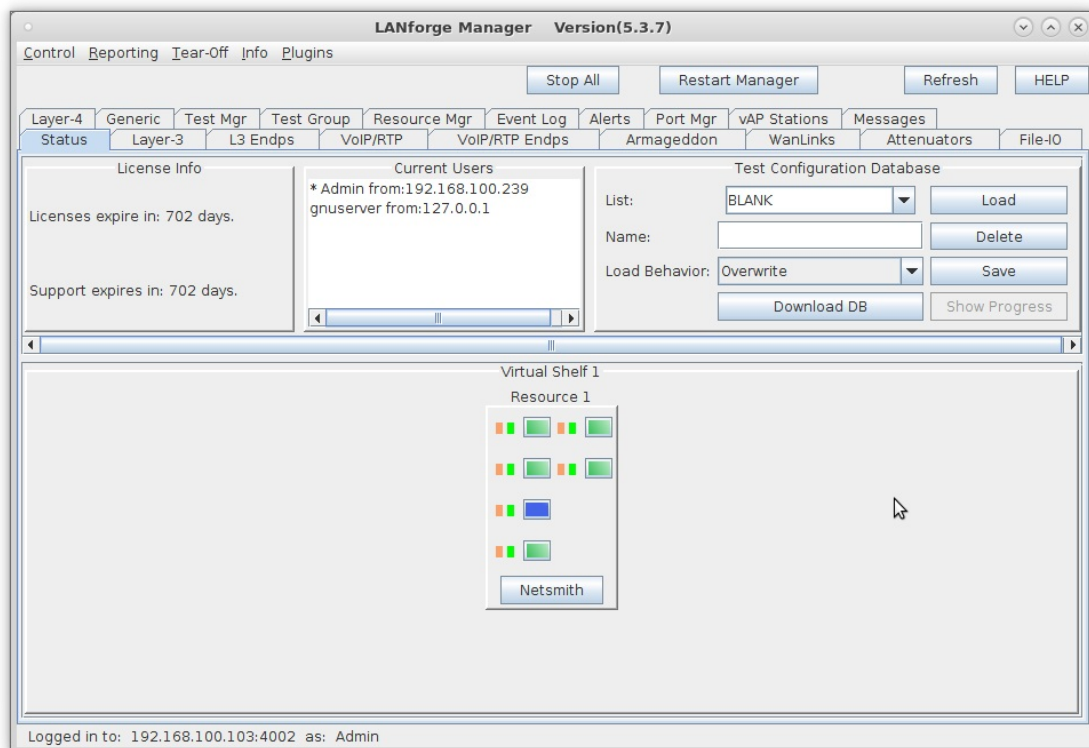 LANforge Manager Version(5.3.7)
Control Reporting Tear-Off Info Plugins
Stop All Restart Manager Refresh HELP
Layer-4 Generic Test Mgr Test Group Resource Mgr Event Log Alerts Port Mgr vAP Stations Messages
Status Layer-3 L3 Endps VoIP/RTP VoIP/RTP Endps Armageddon WanLinks Attenuators File-IO
License Info
Licenses expire in: 702 days.
Support expires in: 702 days.
Current Users
* Admin from:192.168.100.239
gnuserver from:127.0.0.1
Test Configuration Database
List: BLANK Load
Name: Delete
Load Behavior: Overwrite Save
Download DB Show Progress
Virtual Shelf 1
Resource 1
Netsmith
Logged in to: 192.168.100.103:4002 as: Admin